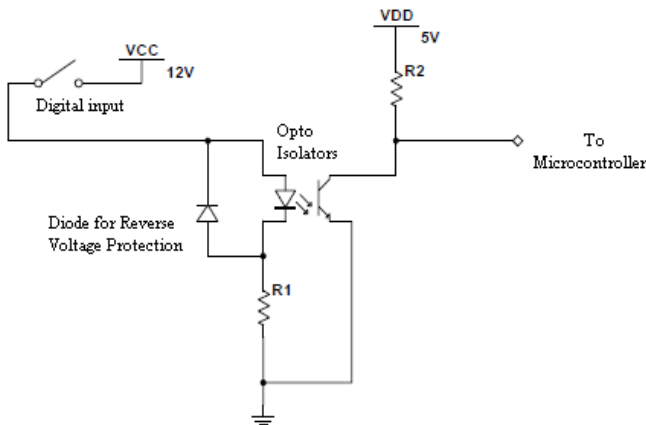 VCC
12V
Digital input
VDD
5V
R2
Opto
Isolators
To
Microcontroller
Diode for Reverse
Voltage Protection
R1